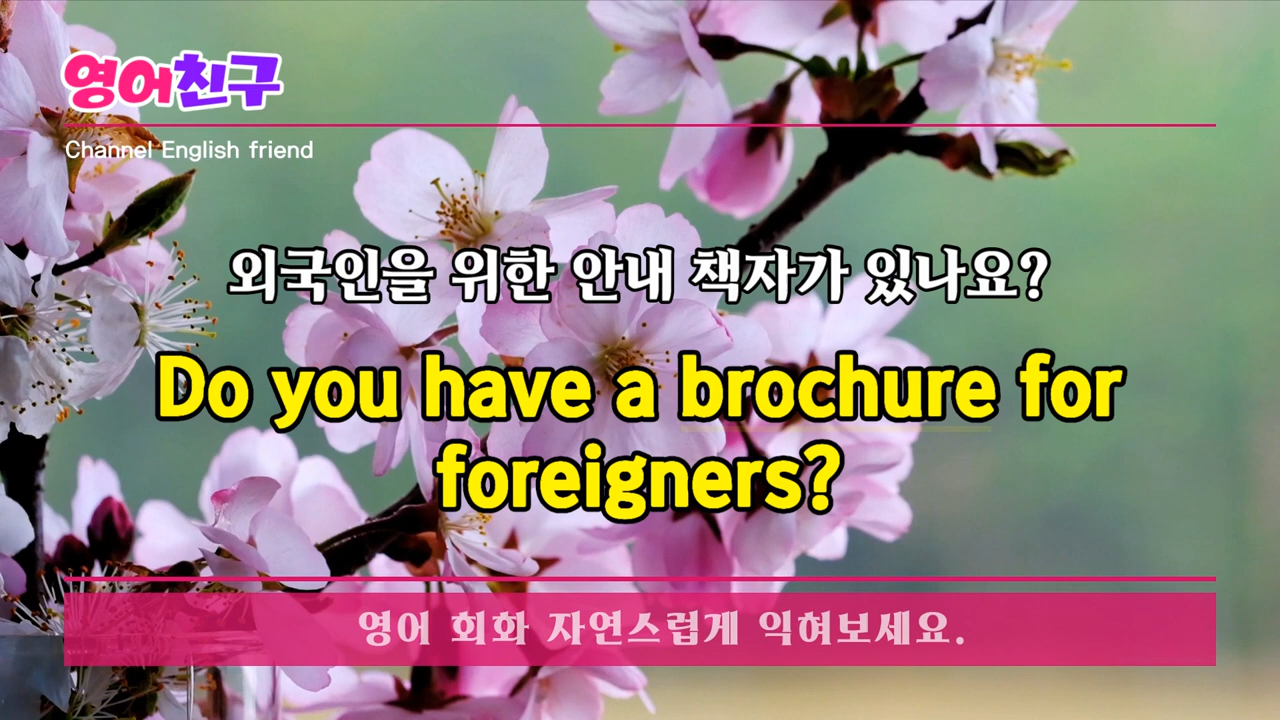 영어친구
Channel English friend
외국인을 위한 안내 책자가 있나요?
Do you have a brochure for
foreigners?
영어 회화 자연스럽게 익혀보세요.